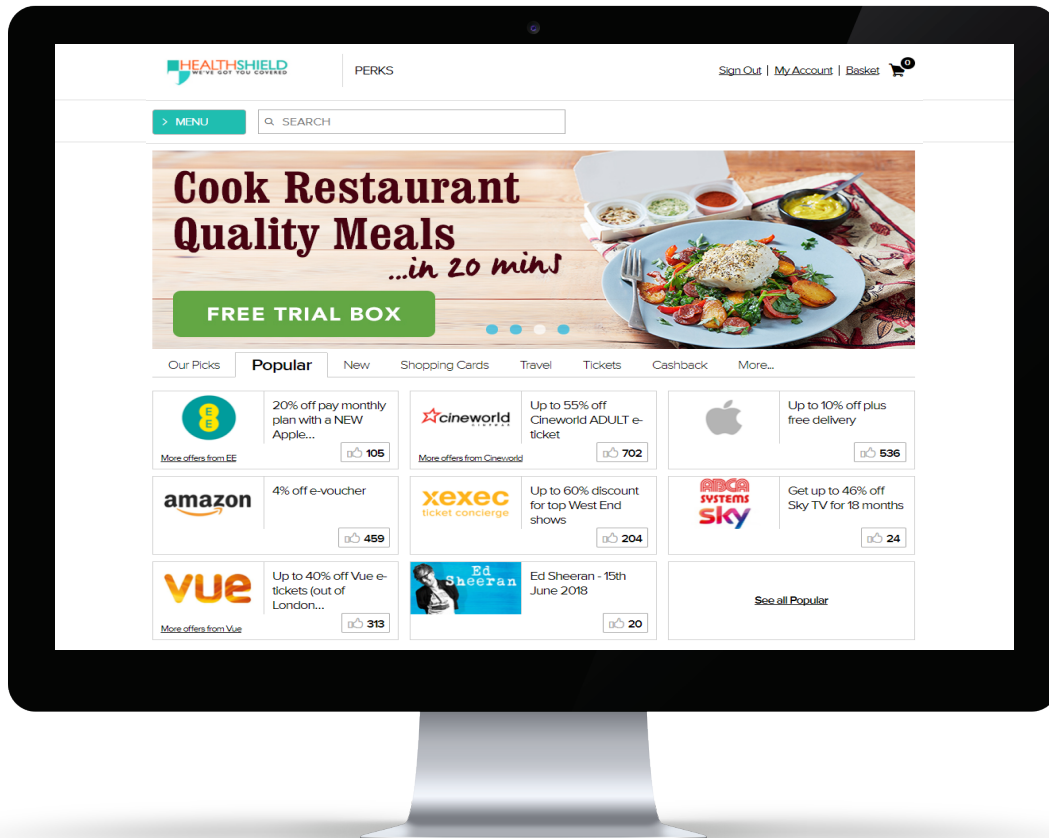 HEALTHSHIELD
WE'VE GOT YOU COVERED
PERKS
Sign Out | My Account | Basket
0
> MENU
SEARCH
Cook Restaurant
Quality Meals
...in 20 mins
FREE TRIAL BOX
Our Picks
Popular
New
Shopping Cards
Travel
Tickets
Cashback
More...
EE
20% off pay monthly
plan with a NEW
Apple...
More offers from EE
105
cineworld
CINEMAS
Up to 55% off
Cineworld ADULT e-
ticket
More offers from Cineworld
702
Up to 10% off plus
free delivery
536
amazon
4% off e-voucher
459
xexec
ticket concierge
Up to 60% discount
for top West End
shows
204
ABCA
SYSTEMS
sky
Get up to 46% off
Sky TV for 18 months
24
VUE
Up to 40% off Vue e-
tickets (out of
London...
More offers from Vue
313
Ed
Sheeran
Ed Sheeran - 15th
June 2018
20
See all Popular